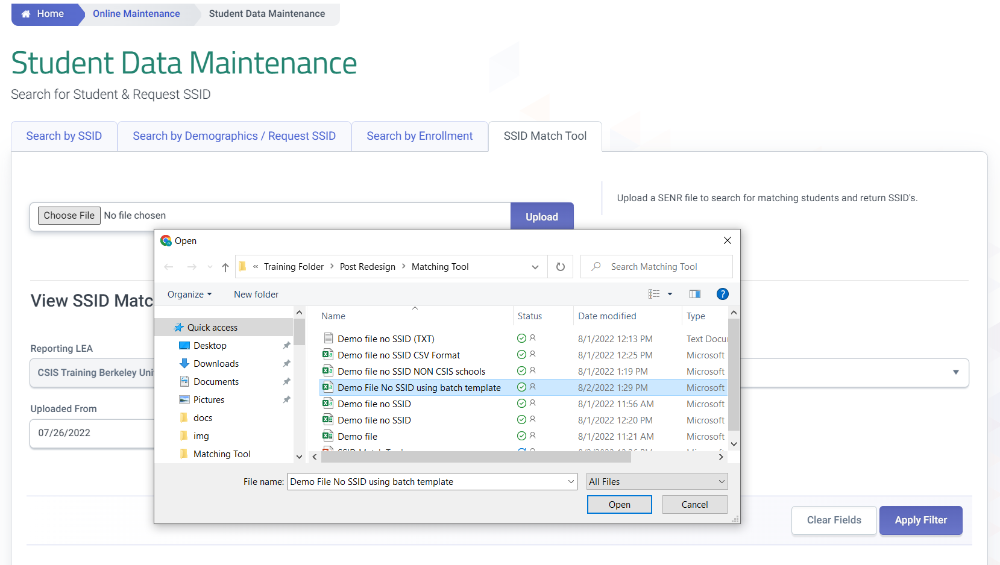 Home Online Maintenance Student Data Maintenance
Student Data Maintenance
Search for Student & Request SSID
Search by SSID Search by Demographics / Request SSID Search by Enrollment SSID Match Tool
Upload a SENR file to search for matching students and return SSID's.
Choose File No file chosen Upload
View SSID Matc
Reporting LEA
CSIS Training Berkeley Uni
Uploaded From
07/26/2022
Open
« Training Folder > Post Redesign > Matching Tool Search Matching Tool
Organize New folder ?
Quick access
Desktop
Downloads
Documents
Pictures
docs
img
Matching Tool
Name Status Date modified Type
Demo file no SSID (TXT) 8/1/2022 12:13 PM Text Docu
Demo file no SSID CSV Format 8/1/2022 12:25 PM Microsoft
Demo file no SSID NON CSIS schools 8/1/2022 1:19 PM Microsoft
Demo File No SSID using batch template 8/2/2022 1:29 PM Microsoft
Demo file no SSID 8/1/2022 11:56 AM Microsoft
Demo file no SSID 8/1/2022 12:20 PM Microsoft
Demo file 8/1/2022 11:21 AM Microsoft
File name: Demo File No SSID using batch template All Files
Open Cancel
Clear Fields Apply Filter